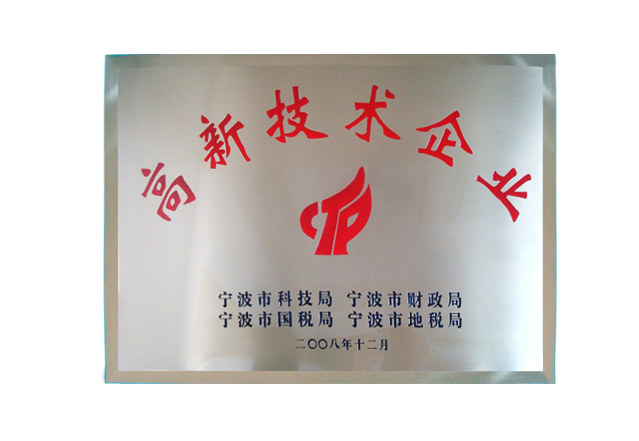 高新技术企业
宁波市科技局 宁波市财政局
宁波市国税局 宁波市地税局
二〇〇八年十二月